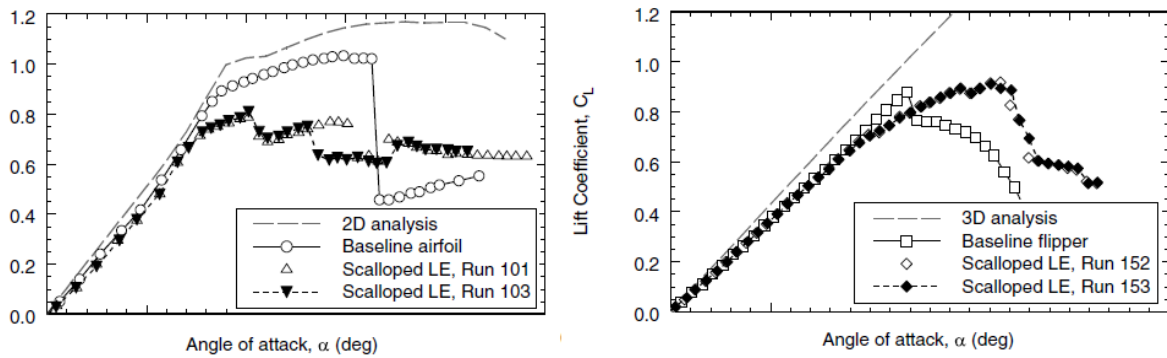 1.2
1.0
0.8
0.6
0.4
0.2
0.0
2D analysis
Baseline airfoil
Scalloped LE, Run 101
Scalloped LE, Run 103
Angle of attack, α (deg)
Lift Coefficient, CL
1.2
1.0
0.8
0.6
0.4
0.2
0.0
3D analysis
Baseline flipper
Scalloped LE, Run 152
Scalloped LE, Run 153
Angle of attack, α (deg)